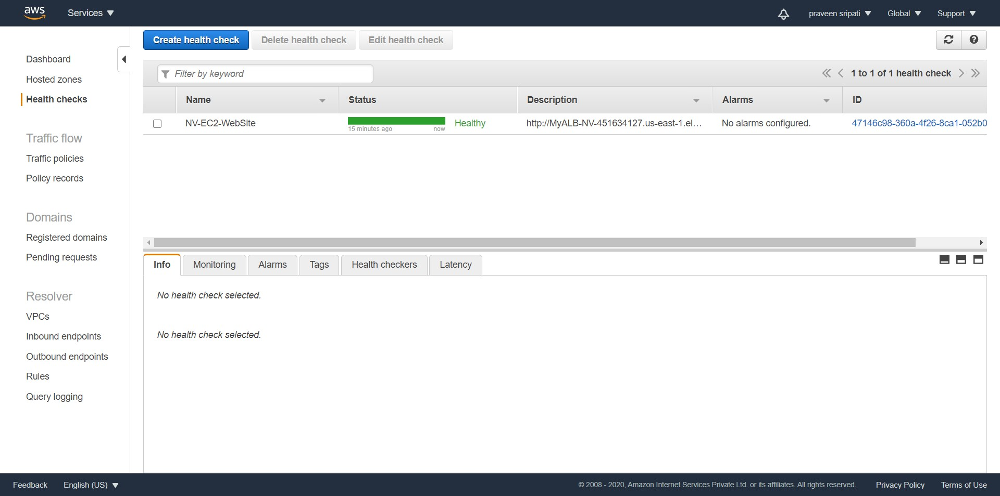 aws
Services
praveen sripati
Global
Support
Dashboard
Hosted zones
Health checks
Traffic flow
Traffic policies
Policy records
Domains
Registered domains
Pending requests
Resolver
VPCs
Inbound endpoints
Outbound endpoints
Rules
Query logging
Create health check
Delete health check
Edit health check
Filter by keyword
1 to 1 of 1 health check
Name
Status
Description
Alarms
ID
NV-EC2-WebSite
15 minutes ago
now
Healthy
http://MyALB-NV-451634127.us-east-1.el…
No alarms configured.
47146c98-360a-4f26-8ca1-052b0
Info
Monitoring
Alarms
Tags
Health checkers
Latency
No health check selected.
No health check selected.
Feedback
English (US)
© 2008 - 2020, Amazon Internet Services Private Ltd. or its affiliates. All rights reserved.
Privacy Policy
Terms of Use